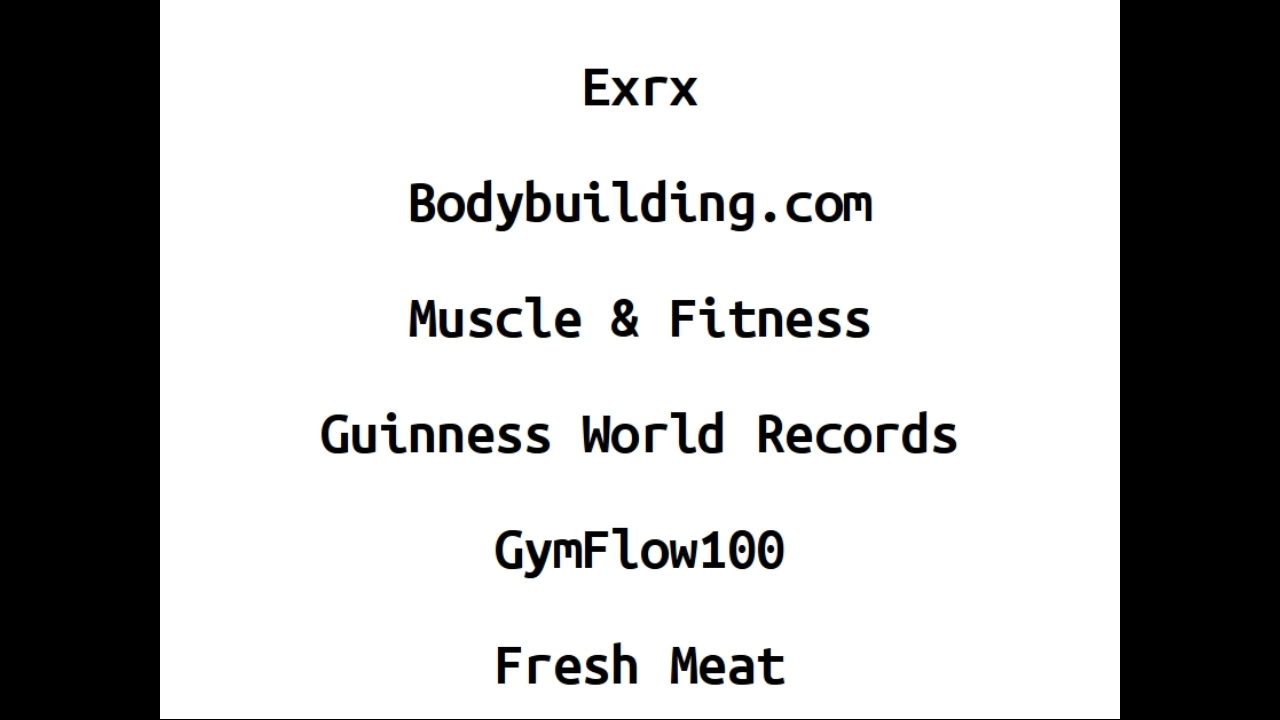 Exrx
Bodybuilding.com
Muscle & Fitness
Guinness World Records
GymFlow100
Fresh Meat